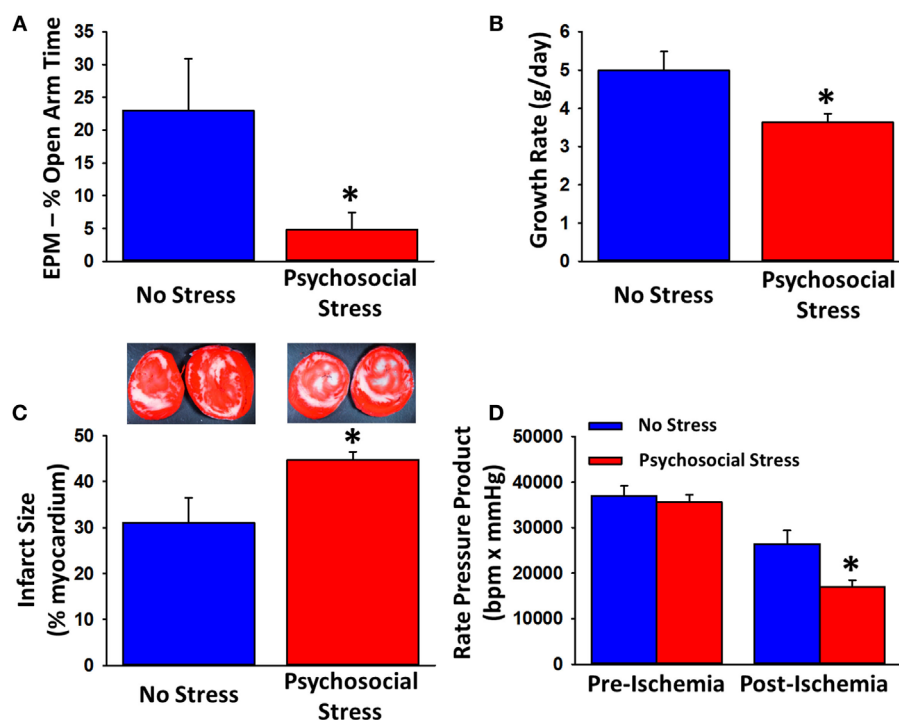 A
EPM – % Open Arm Time
35
30
25
20
15
10
5
0
*
No Stress
Psychosocial
Stress
B
Growth Rate (g/day)
6
5
4
3
2
1
0
*
No Stress
Psychosocial
Stress
C
Infarct Size
(% myocardium)
50
40
30
20
10
0
*
No Stress
Psychosocial
Stress
D
Rate Pressure Product
(bpm x mmHg)
50000
40000
30000
20000
10000
0
No Stress
Psychosocial Stress
*
Pre-Ischemia
Post-Ischemia